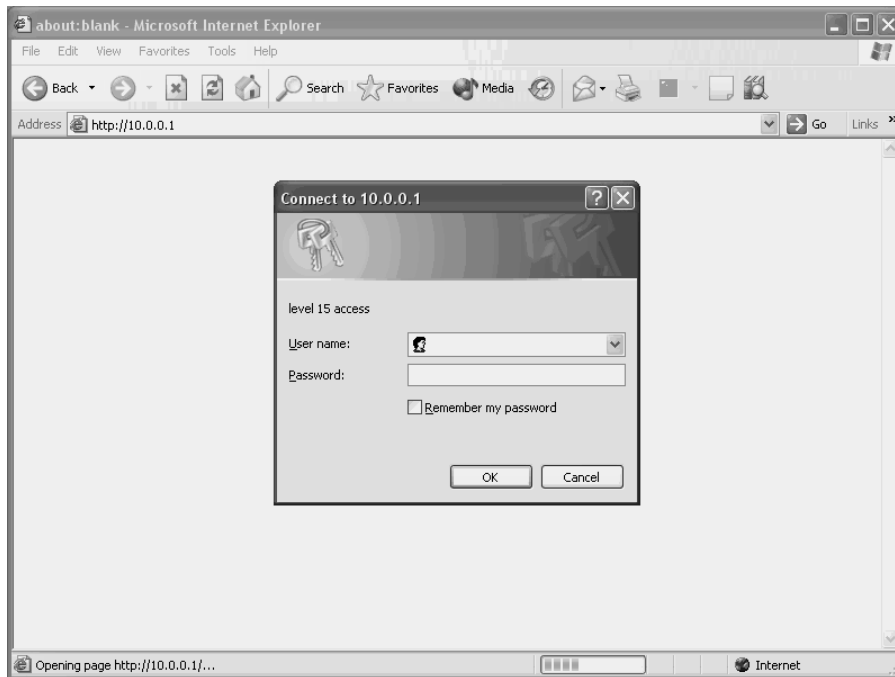 about:blank - Microsoft Internet Explorer
File Edit View Favorites Tools Help
Back Search Favorites Media
Address http://10.0.0.1 Go Links »
Connect to 10.0.0.1
level 15 access
User name:
Password:
Remember my password
OK Cancel
Opening page http://10.0.0.1/... Internet